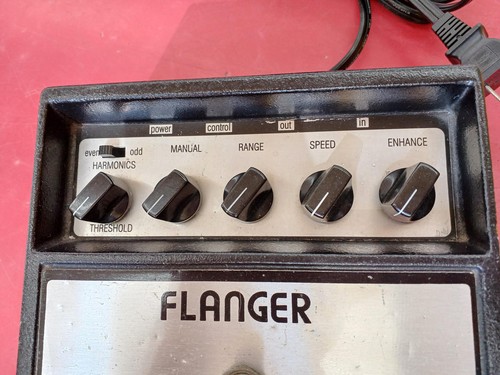 power control out in
even odd MANUAL RANGE SPEED ENHANCE
HARMONICS
THRESHOLD
FLANGER